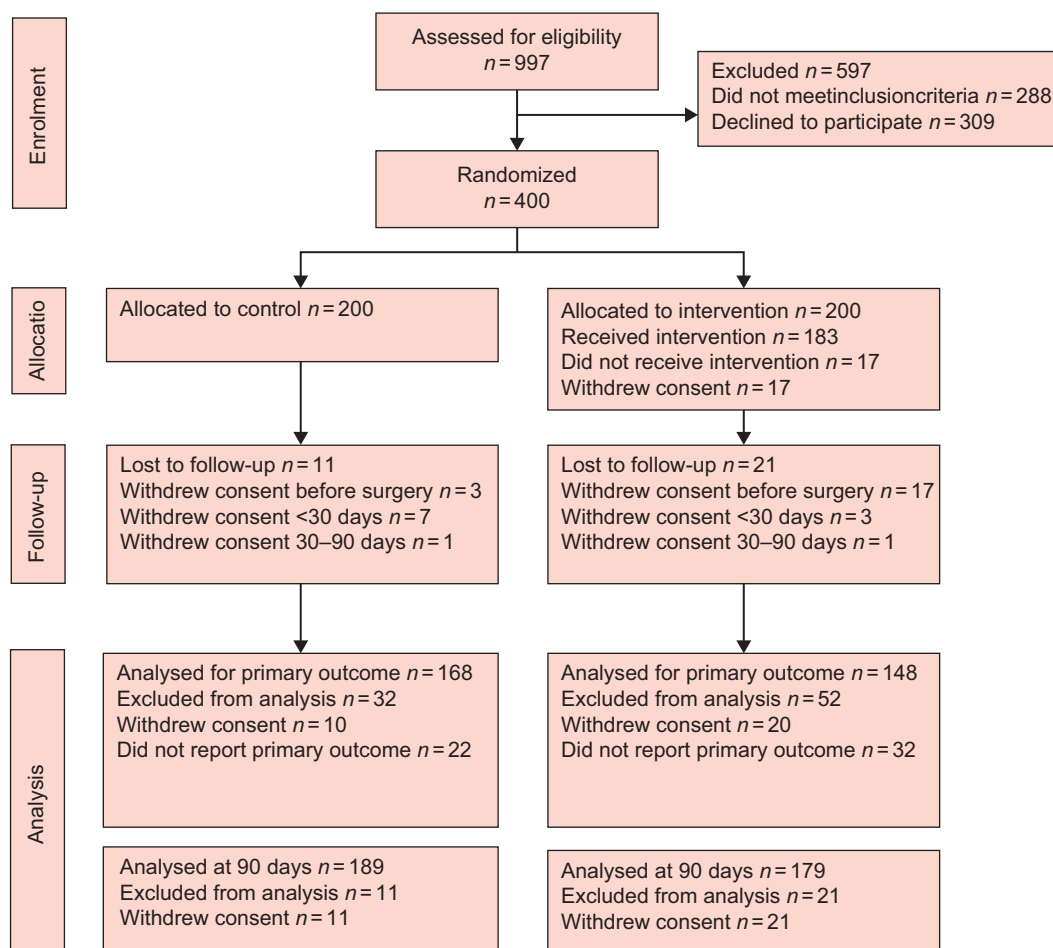 Enrolment
Assessed for eligibility
n = 997
Excluded n = 597
Did not meetinclusioncriteria n = 288
Declined to participate n = 309
Randomized
n = 400
Allocatio
Allocated to control n = 200
Allocated to intervention n = 200
Received intervention n = 183
Did not receive intervention n = 17
Withdrew consent n = 17
Follow-up
Lost to follow-up n = 11
Withdrew consent before surgery n = 3
Withdrew consent <30 days n = 7
Withdrew consent 30–90 days n = 1
Lost to follow-up n = 21
Withdrew consent before surgery n = 17
Withdrew consent <30 days n = 3
Withdrew consent 30–90 days n = 1
Analysis
Analysed for primary outcome n = 168
Excluded from analysis n = 32
Withdrew consent n = 10
Did not report primary outcome n = 22
Analysed for primary outcome n = 148
Excluded from analysis n = 52
Withdrew consent n = 20
Did not report primary outcome n = 32
Analysed at 90 days n = 189
Excluded from analysis n = 11
Withdrew consent n = 11
Analysed at 90 days n = 179
Excluded from analysis n = 21
Withdrew consent n = 21